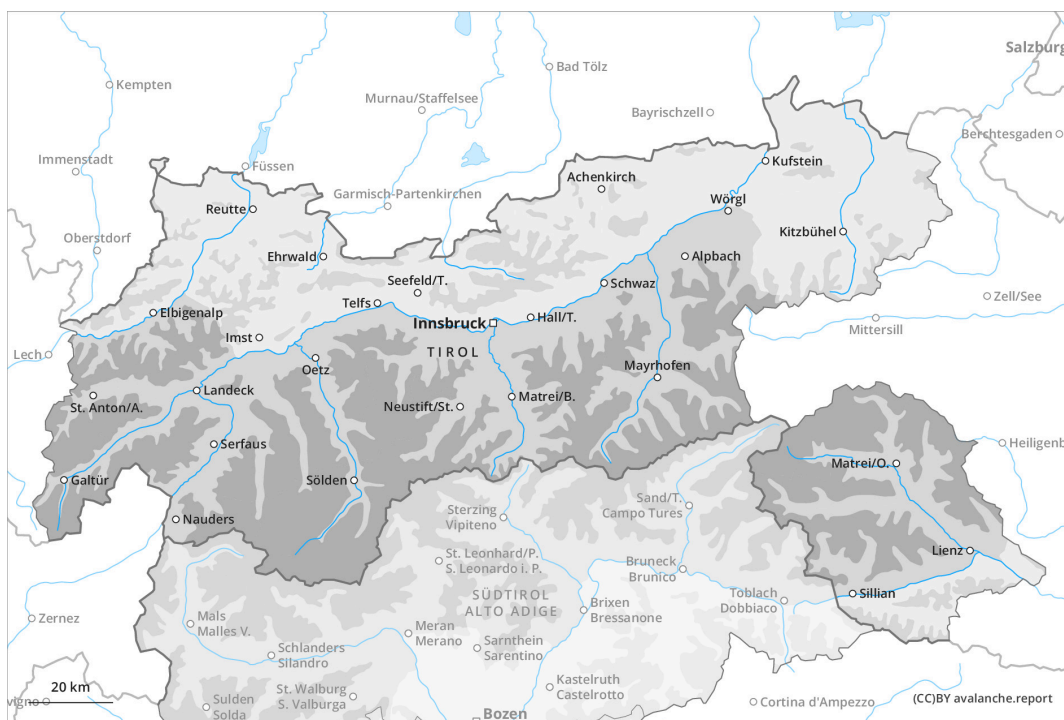 Salzburg
Kempten
Bad Tölz
Murnau/Staffelsee
Bayrischzell
Berchtesgaden
Immenstadt
Füssen
Kufstein
Achenkirch
Garmisch-Partenkirchen
Reutte
Wörgl
Oberstdorf
Kitzbühel
Ehrwald
Alpbach
Seefeld/T.
Schwaz
Zell/See
Telfs
Elbigenalp
Hall/T.
Innsbruck
Mittersill
Imst
Lech
TIROL
Oetz
Mayrhofen
Landeck
St. Anton/A.
Neustift/St.
Matrei/B.
Serfaus
Heiligenb
Matrei/O.
Galtür
Sölden
Sand/T.
Campo Tures
Sterzing
Vipiteno
Nauders
Lienz
St. Leonhard/P.
S. Leonardo i. P.
Bruneck
Brunico
Sillian
SÜDTIROL
ALTO ADIGE
Toblach
Dobbiaco
Brixen
Bressanone
Zernez
Mals
Malles V.
Meran
Merano
Sarnthein
Sarentino
Schlanders
Silandro
Kastelruth
Castelrotto
20 km
St. Walburg
S. Valburga
vigno
Sulden
Solda
Cortina d'Ampezzo
(CC)BY avalanche.report
Bozen